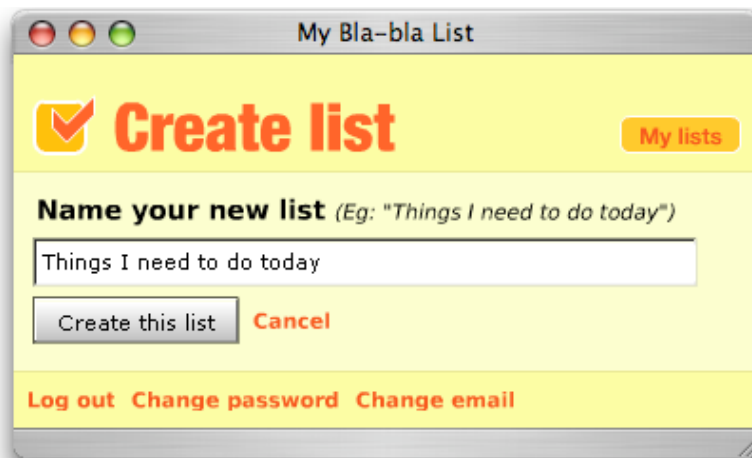 My Bla-bla List
Create list
My lists
Name your new list (Eg: "Things I need to do today")
Things I need to do today
Create this list Cancel
Log out Change password Change email